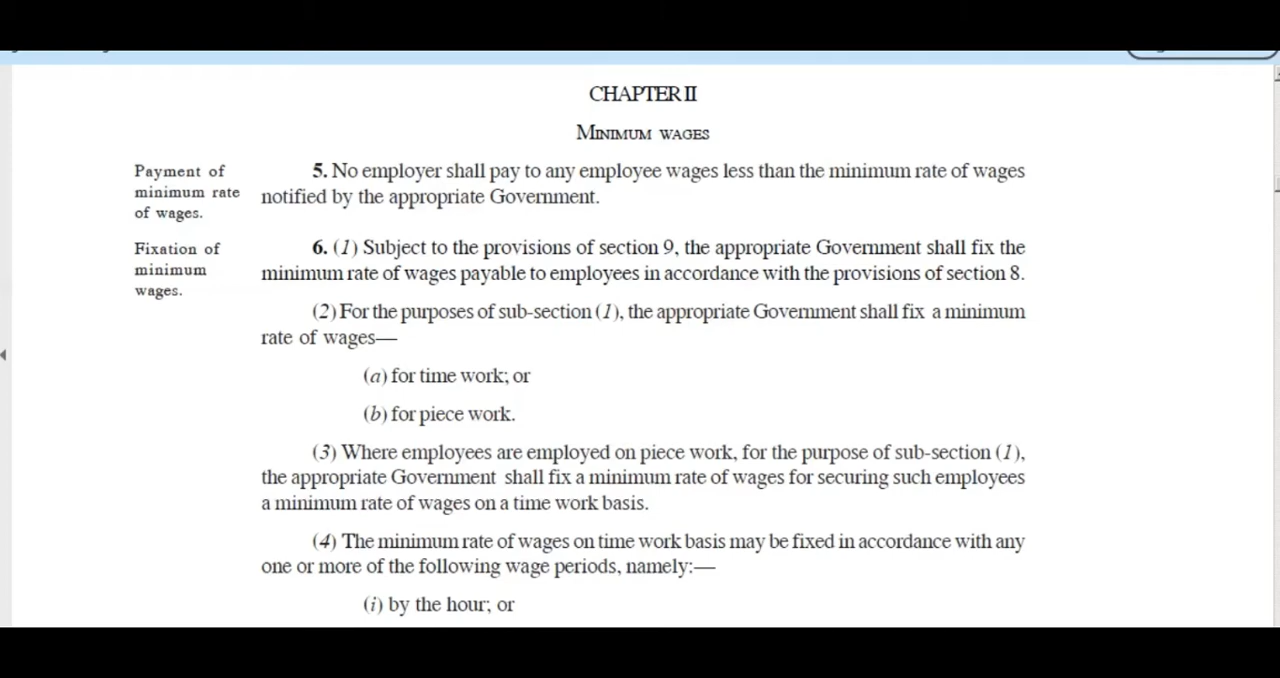 CHAPTER II
MINIMUM WAGES
Payment of
minimum rate
of wages.
5. No employer shall pay to any employee wages less than the minimum rate of wages
notified by the appropriate Government.
Fixation of
minimum
wages.
6. (1) Subject to the provisions of section 9, the appropriate Government shall fix the
minimum rate of wages payable to employees in accordance with the provisions of section 8.
(2) For the purposes of sub-section (1), the appropriate Government shall fix a minimum
rate of wages—
(a) for time work; or
(b) for piece work.
(3) Where employees are employed on piece work, for the purpose of sub-section (1),
the appropriate Government shall fix a minimum rate of wages for securing such employees
a minimum rate of wages on a time work basis.
(4) The minimum rate of wages on time work basis may be fixed in accordance with any
one or more of the following wage periods, namely:—
(i) by the hour; or